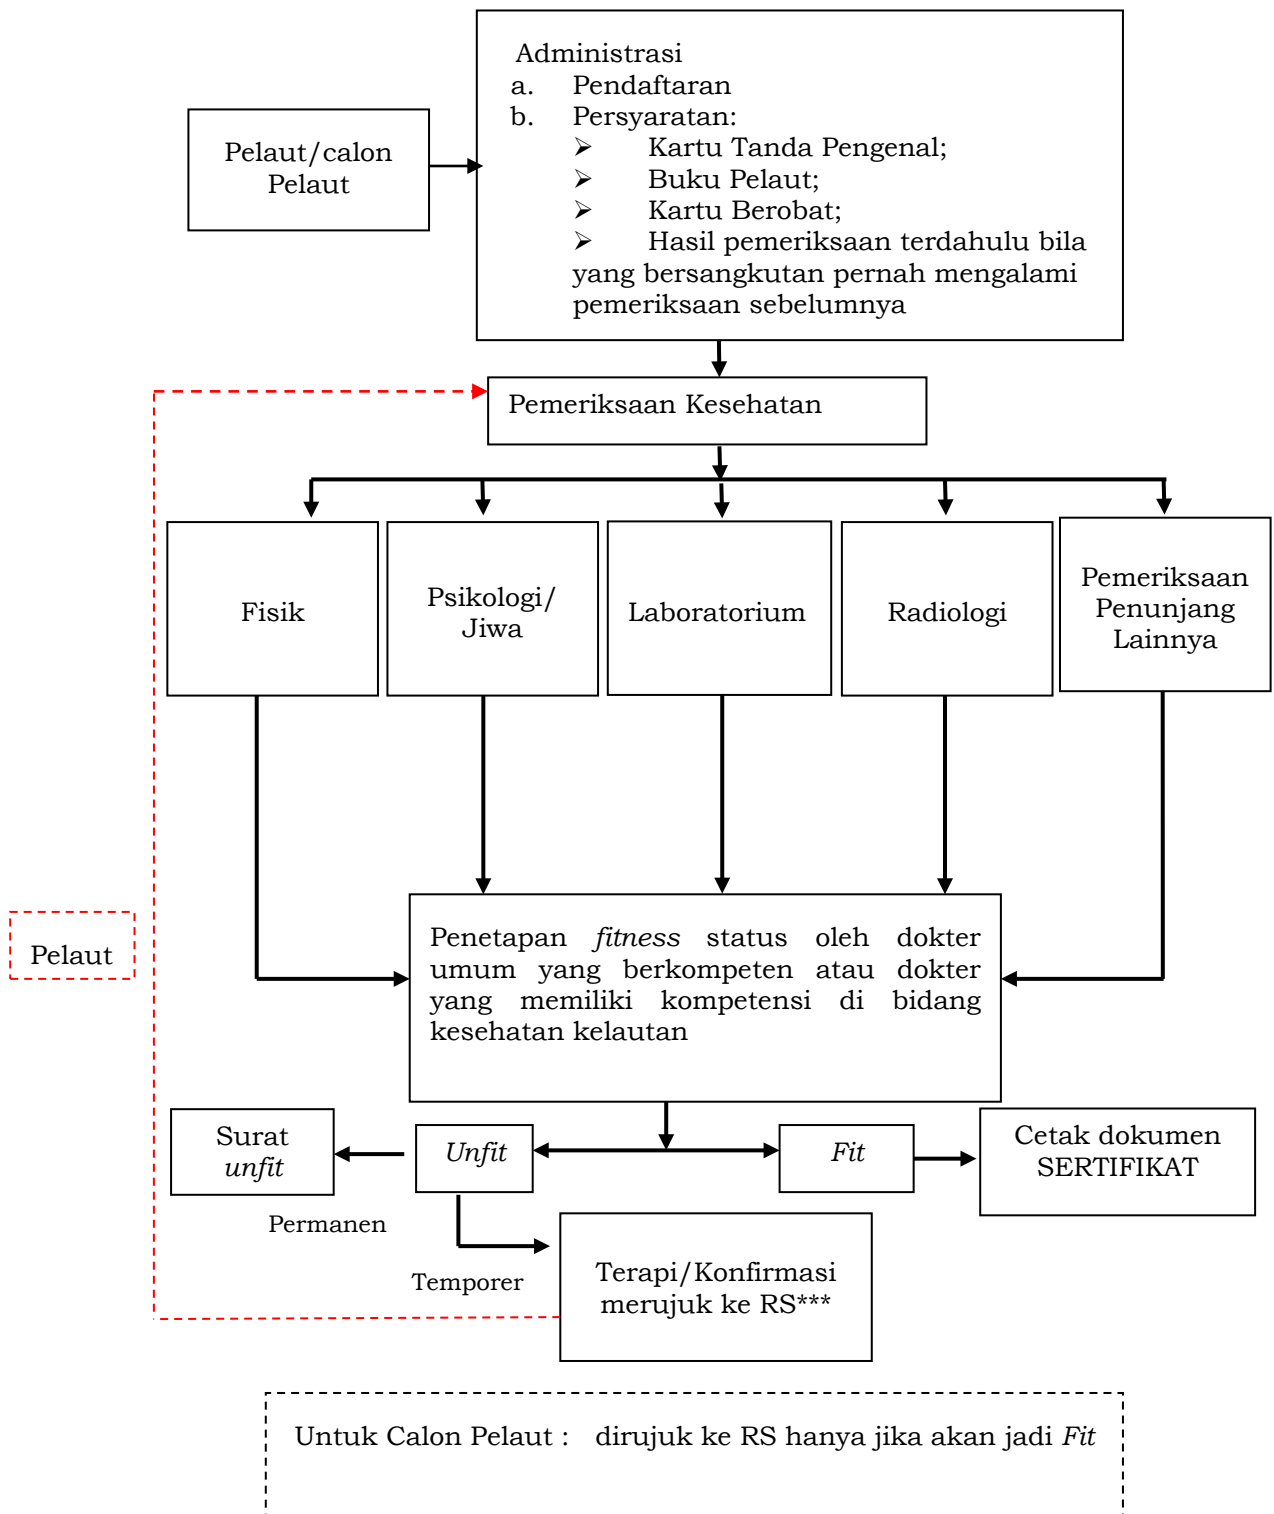 Administrasi
a. Pendaftaran
b. Persyaratan:
➢ Kartu Tanda Pengenal;
➢ Buku Pelaut;
➢ Kartu Berobat;
➢ Hasil pemeriksaan terdahulu bila
yang bersangkutan pernah mengalami
pemeriksaan sebelumnya
Pelaut/calon
Pelaut
Pemeriksaan Kesehatan
Fisik
Psikologi/
Jiwa
Laboratorium
Radiologi
Pemeriksaan
Penunjang
Lainnya
Pelaut
Penetapan fitness status oleh dokter
umum yang berkompeten atau dokter
yang memiliki kompetensi di bidang
kesehatan kelautan
Surat
unfit
Unfit
Fit
Cetak dokumen
SERTIFIKAT
Permanen
Temporer
Terapi/Konfirmasi
merujuk ke RS***
Untuk Calon Pelaut : dirujuk ke RS hanya jika akan jadi Fit